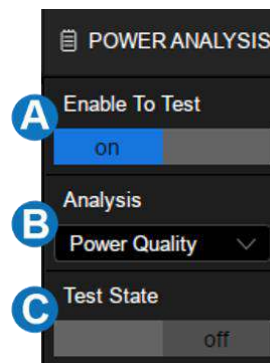 POWER ANALYSIS
A
Enable To Test
on
B
Analysis
Power Quality
C
Test State
off